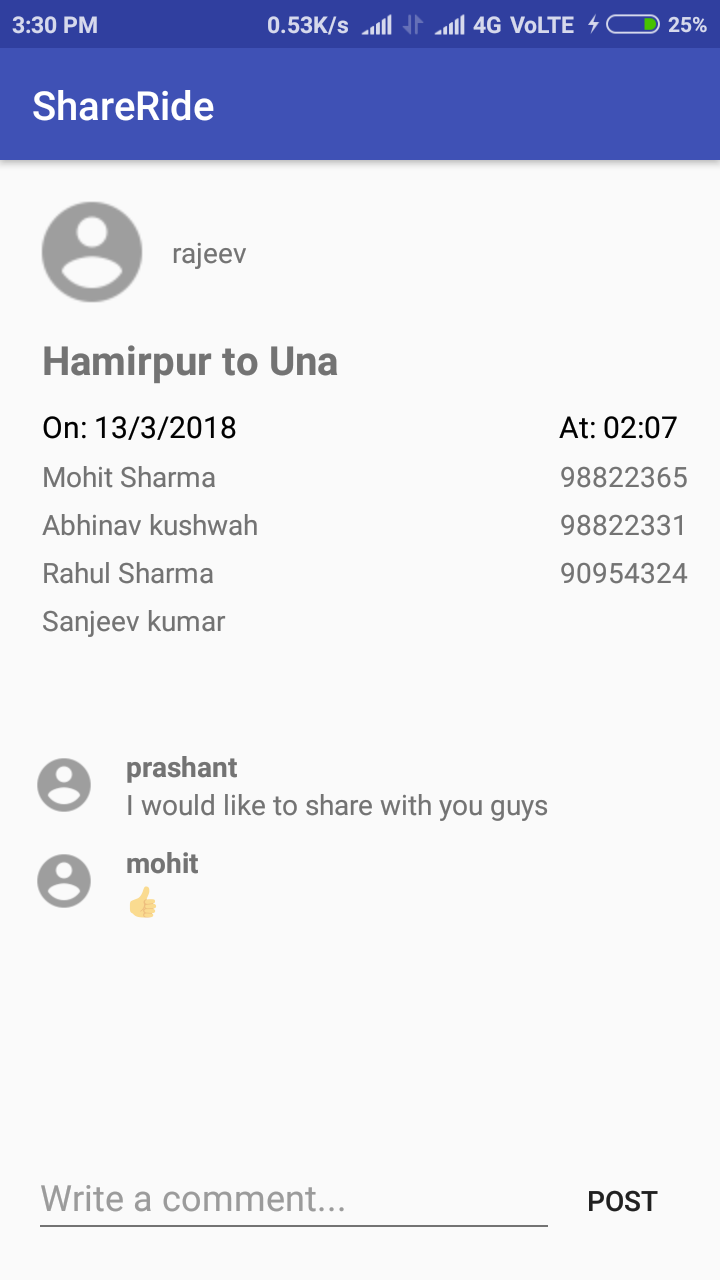 3:30 PM 0.53K/s 4G VoLTE 25%
ShareRide
rajeev
Hamirpur to Una
On: 13/3/2018 At: 02:07
Mohit Sharma 98822365
Abhinav kushwah 98822331
Rahul Sharma 90954324
Sanjeev kumar
prashant
I would like to share with you guys
mohit
👍
Write a comment...
POST